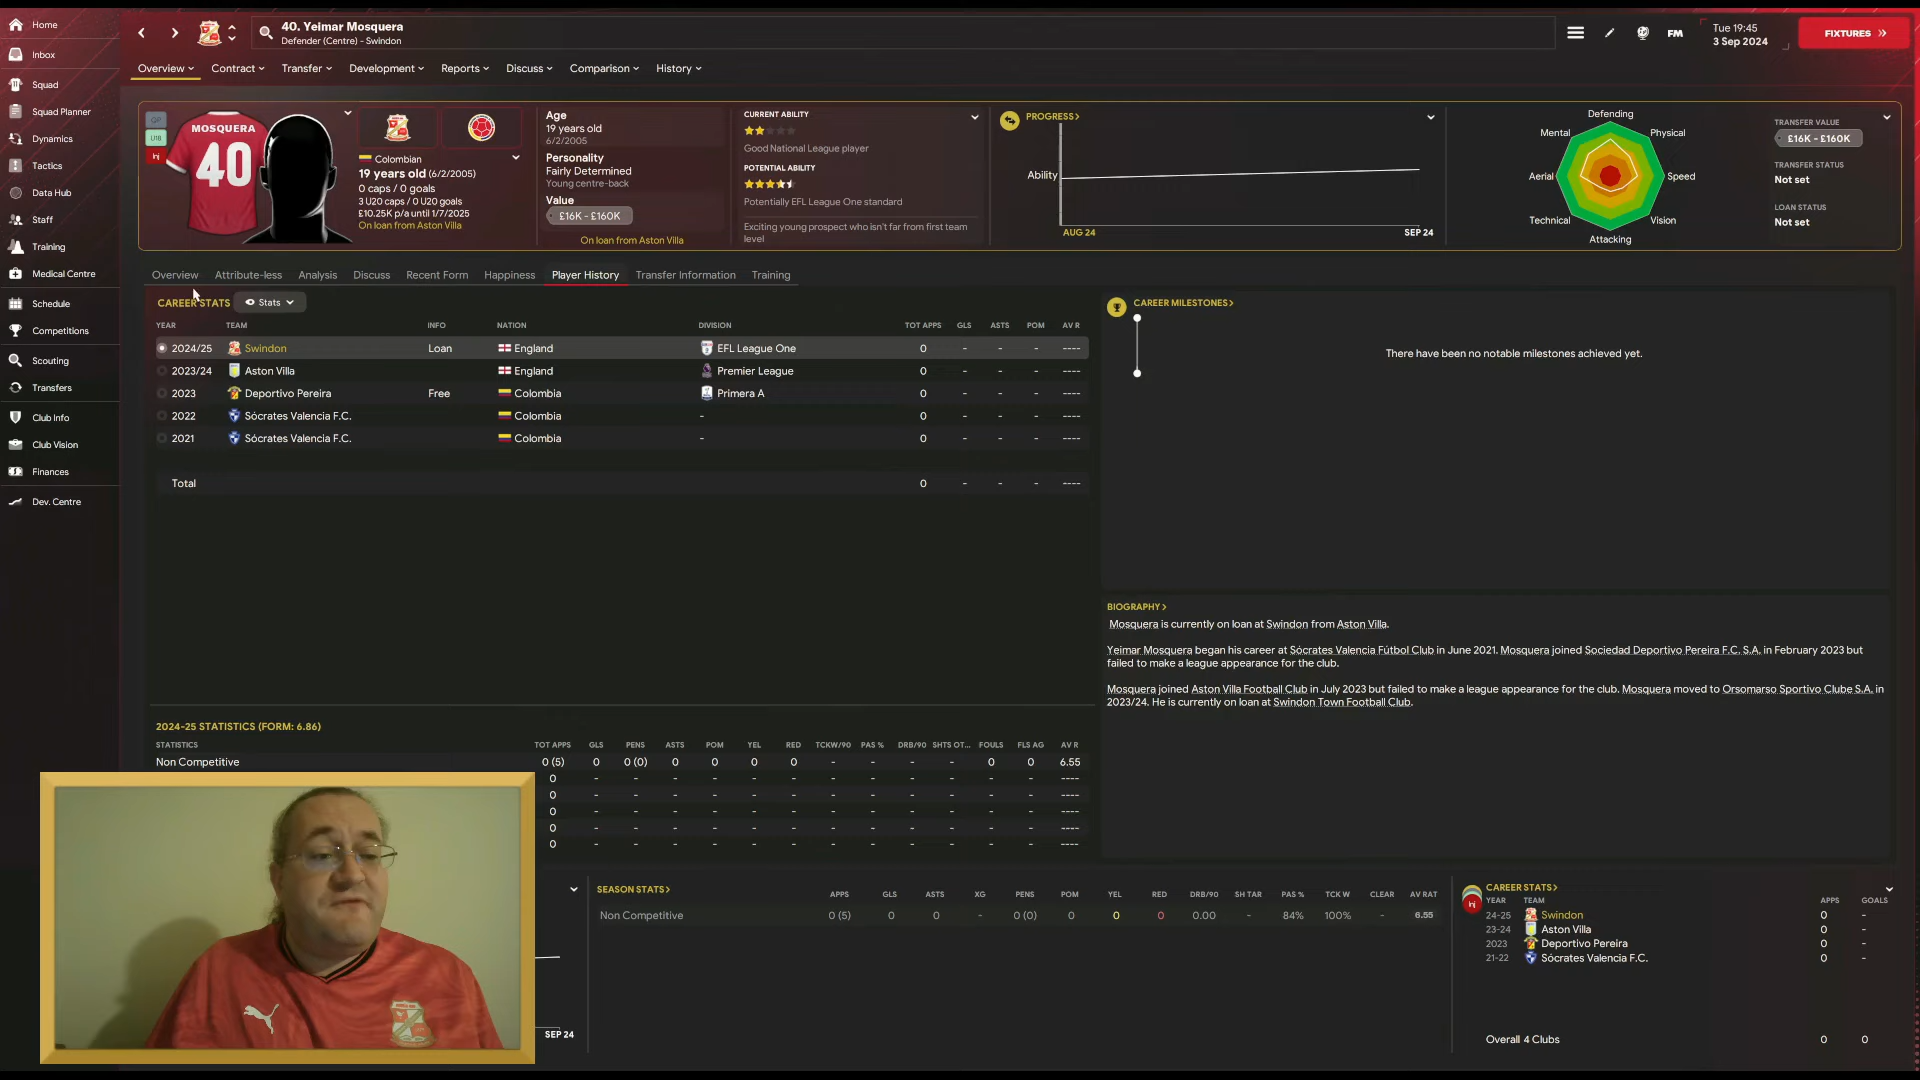 Home
40. Yeimar Mosquera
Defender (Centre) - Swindon
FM
Tue 19:45
3 Sep 2024
FIXTURES
Inbox
Squad
Squad Planner
Dynamics
Tactics
Data Hub
Staff
Training
Medical Centre
Schedule
Competitions
Scouting
Transfers
Club Info
Club Vision
Finances
Dev. Centre
Overview
Contract
Transfer
Development
Reports
Discuss
Comparison
History
U18
Inj
MOSQUERA
40
Colombian
19 years old (6/2/2005)
0 caps / 0 goals
3 U20 caps / 0 U20 goals
£10.25K p/a until 1/7/2025
On loan from Aston Villa
Age
19 years old
6/2/2005
Personality
Fairly Determined
Young centre-back
Value
£16K - £160K
On loan from Aston Villa
CURRENT ABILITY
Good National League player
POTENTIAL ABILITY
Potentially EFL League One standard
Exciting young prospect who isn't far from first team
level
PROGRESS
Ability
AUG 24
SEP 24
Defending
Mental
Physical
Aerial
Speed
Technical
Vision
Attacking
TRANSFER VALUE
£16K - £160K
TRANSFER STATUS
Not set
LOAN STATUS
Not set
Overview
Attribute-less
Analysis
Discuss
Recent Form
Happiness
Player History
Transfer Information
Training
CAREER STATS
Stats
YEAR TEAM INFO NATION DIVISION TOT APPS GLS ASTS POM AV R
2024/25 Swindon Loan England EFL League One 0 - - - ----
2023/24 Aston Villa England Premier League 0 - - - ----
2023 Deportivo Pereira Free Colombia Primera A 0 - - - ----
2022 Sócrates Valencia F.C. Colombia - 0 - - - ----
2021 Sócrates Valencia F.C. Colombia - 0 - - - ----
Total 0 - - - ----
CAREER MILESTONES
There have been no notable milestones achieved yet.
BIOGRAPHY
Mosquera is currently on loan at Swindon from Aston Villa.
Yeimar Mosquera began his career at Sócrates Valencia Fútbol Club in June 2021. Mosquera joined Sociedad Deportivo Pereira F.C. S.A. in February 2023 but
failed to make a league appearance for the club.
Mosquera joined Aston Villa Football Club in July 2023 but failed to make a league appearance for the club. Mosquera moved to Orsomarso Sportivo Clube S.A. in
2023/24. He is currently on loan at Swindon Town Football Club.
2024-25 STATISTICS (FORM: 6.86)
STATISTICS TOT APPS GLS PENS ASTS POM YEL RED TCKW/90 PAS % DRB/90 SHTS OT... FOULS FLS AG AV R
Non Competitive 0 (5) 0 0 (0) 0 0 0 0 - - - - 0 0 6.55
0 - - - - - - - - - - - - ----
0 - - - - - - - - - - - - ----
0 - - - - - - - - - - - - ----
0 - - - - - - - - - - - - ----
0 - - - - - - - - - - - - ----
SEP 24
SEASON STATS
APPS GLS ASTS XG PENS POM YEL RED DRB/90 SH TAR PAS % TCK W CLEAR AV RAT
Non Competitive 0 (5) 0 0 - 0 (0) 0 0 0 0.00 - 84% 100% - 6.55
Inj
CAREER STATS
YEAR TEAM APPS GOALS
24-25 Swindon 0 -
23-24 Aston Villa 0 -
2023 Deportivo Pereira 0 -
21-22 Sócrates Valencia F.C. 0 -
Overall 4 Clubs 0 0